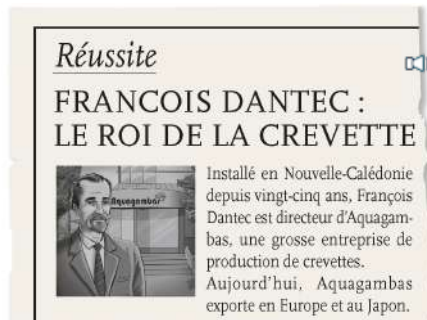 Réussite
FRANCOIS DANTEC :
LE ROI DE LA CREVETTE
Aquagambas
Installé en Nouvelle-Calédonie
depuis vingt-cinq ans, François
Dantec est directeur d'Aquagam-
bas, une grosse entreprise de
production de crevettes.
Aujourd'hui, Aquagambas
exporte en Europe et au Japon.